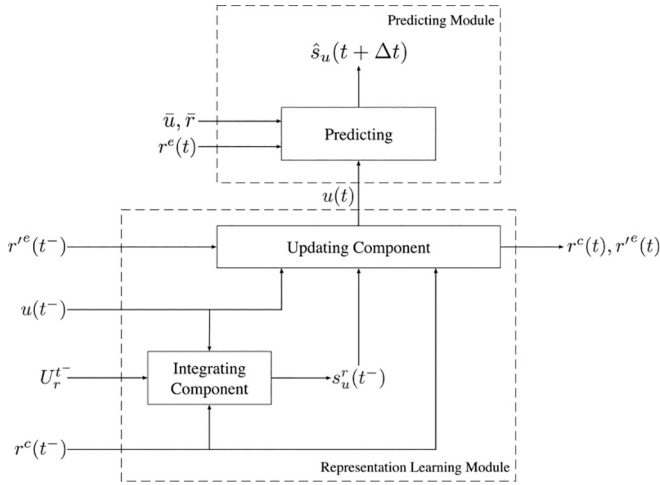 Predicting Module
ŝ_u(t + Δt)
ū, r̄
Predicting
r^e(t)
u(t)
r'^e(t^-)
Updating Component
r^c(t), r'^e(t)
u(t^-)
Integrating
Component
U_r^{t^-}
s_u^r(t^-)
r^c(t^-)
Representation Learning Module